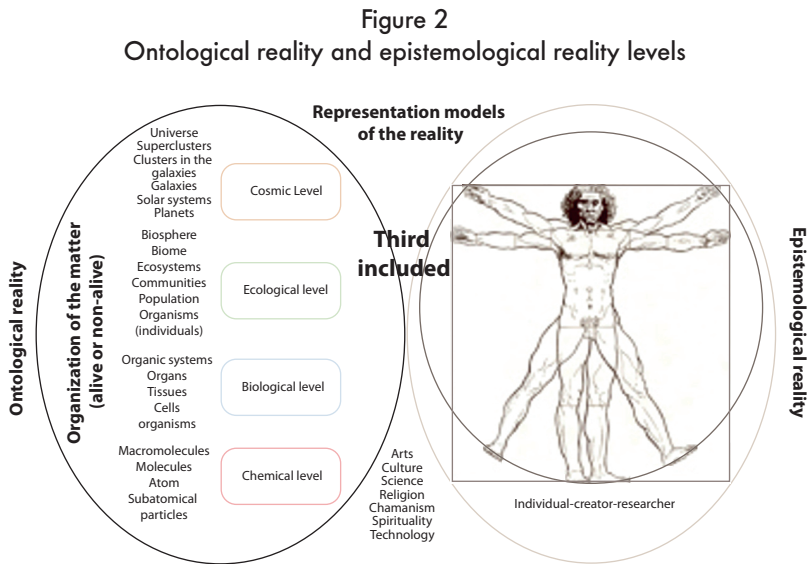 Figure 2
Ontological reality and epistemological reality levels
Representation models
of the reality
Ontological reality
Organization of the matter
(alive or non-alive)
Universe
Superclusters
Clusters in the
galaxies
Galaxies
Solar systems
Planets
Cosmic Level
Biosphere
Biome
Ecosystems
Communities
Population
Organisms
(individuals)
Ecological level
Organic systems
Organs
Tissues
Cells
organisms
Biological level
Macromolecules
Molecules
Atom
Subatomical
particles
Chemical level
Third
included
Arts
Culture
Science
Religion
Chamanism
Spirituality
Technology
Individual-creator-researcher
Epistemological reality